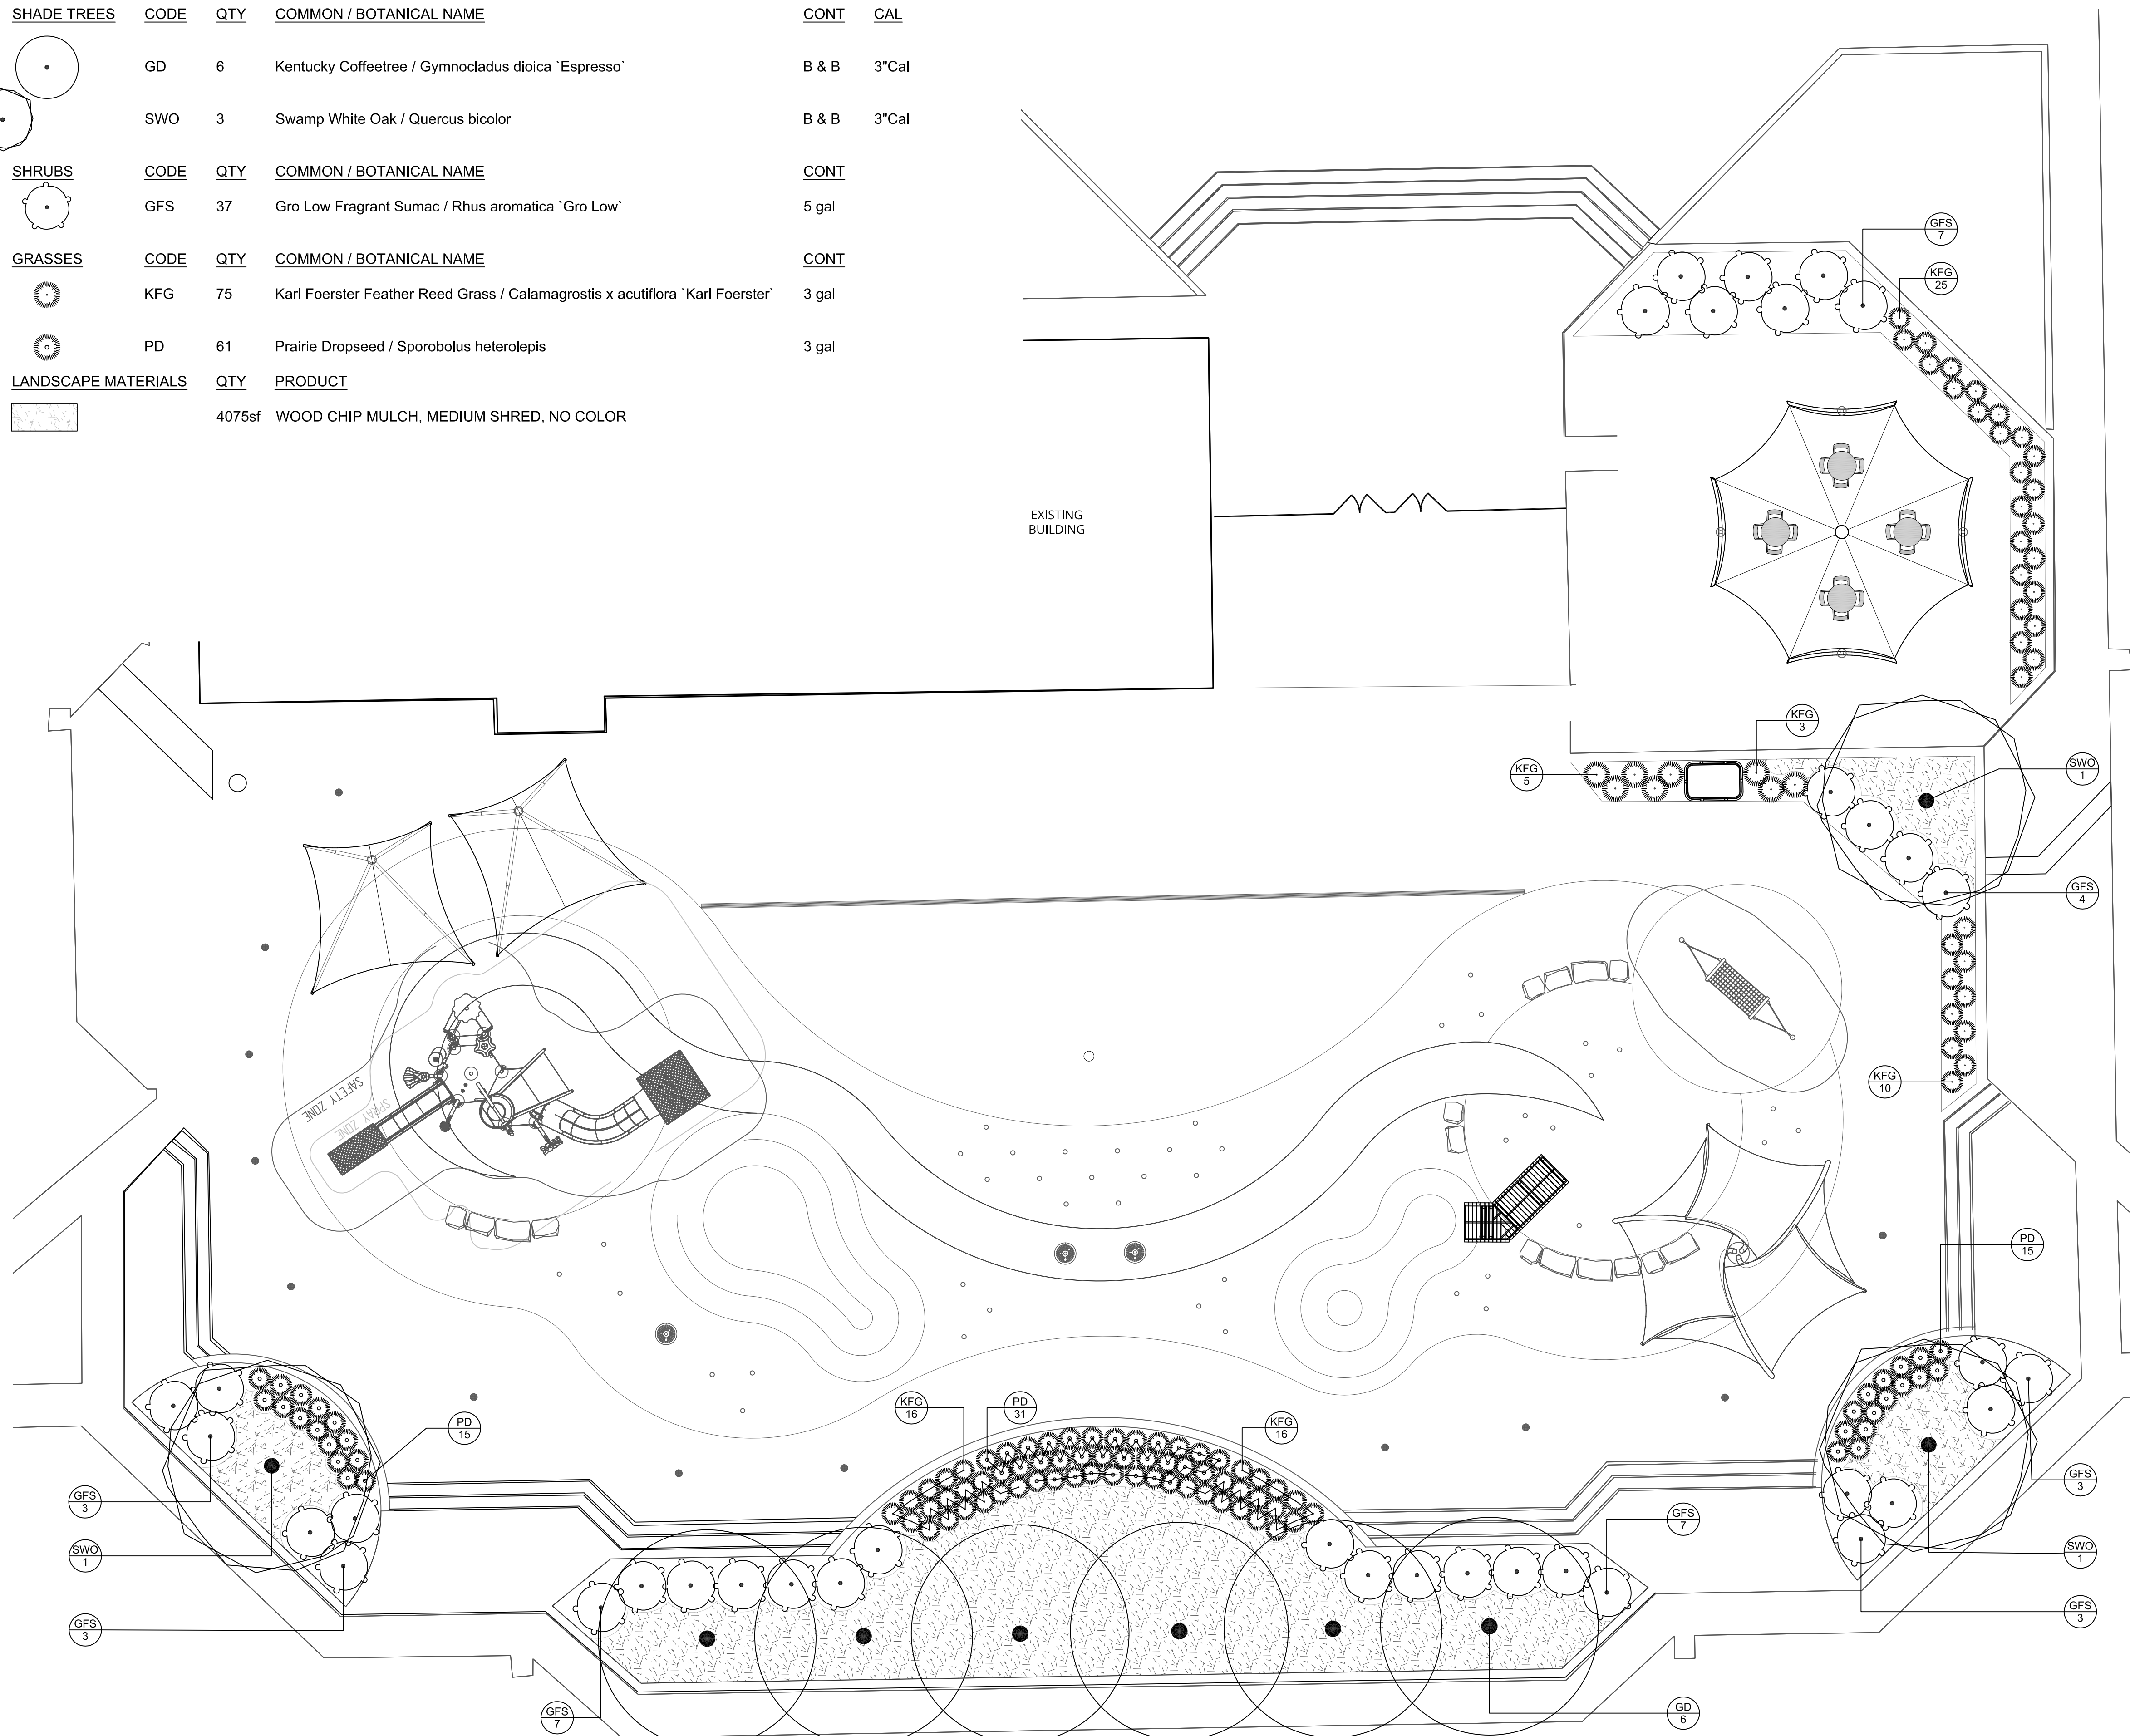 SHADE TREES CODE QTY COMMON / BOTANICAL NAME CONT CAL
GD 6 Kentucky Coffeetree / Gymnocladus dioica `Espresso` B & B 3"Cal
SWO 3 Swamp White Oak / Quercus bicolor B & B 3"Cal
SHRUBS CODE QTY COMMON / BOTANICAL NAME CONT
GFS 37 Gro Low Fragrant Sumac / Rhus aromatica `Gro Low` 5 gal
GRASSES CODE QTY COMMON / BOTANICAL NAME CONT
KFG 75 Karl Foerster Feather Reed Grass / Calamagrostis x acutiflora `Karl Foerster` 3 gal
PD 61 Prairie Dropseed / Sporobolus heterolepis 3 gal
LANDSCAPE MATERIALS QTY PRODUCT
4075sf WOOD CHIP MULCH, MEDIUM SHRED, NO COLOR
GFS
7
KFG
25
EXISTING
BUILDING
KFG
3
KFG
5
SWO
1
GFS
4
KFG
10
SAFETY ZONE
SPRAY ZONE
PD
15
KFG
16
PD
31
KFG
16
PD
15
GFS
3
GFS
3
GFS
7
SWO
1
SWO
1
GFS
3
GFS
3
GFS
7
GD
6